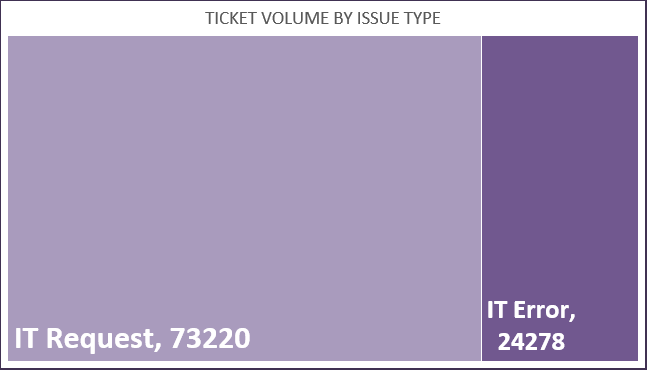 TICKET VOLUME BY ISSUE TYPE
IT Request, 73220
IT Error,
24278